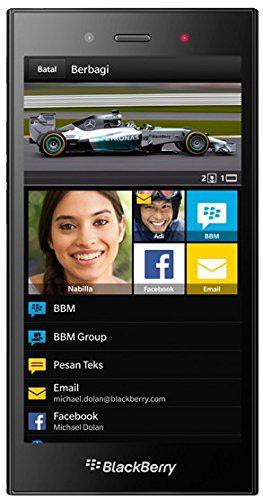 Batal Berbagi
2 1
Nabilla
Adi
BBM
Facebook
Email
BBM
BBM Group
Pesan Teks
Email
michael.dolan@blackberry.com
Facebook
Michael Dolan
BlackBerry